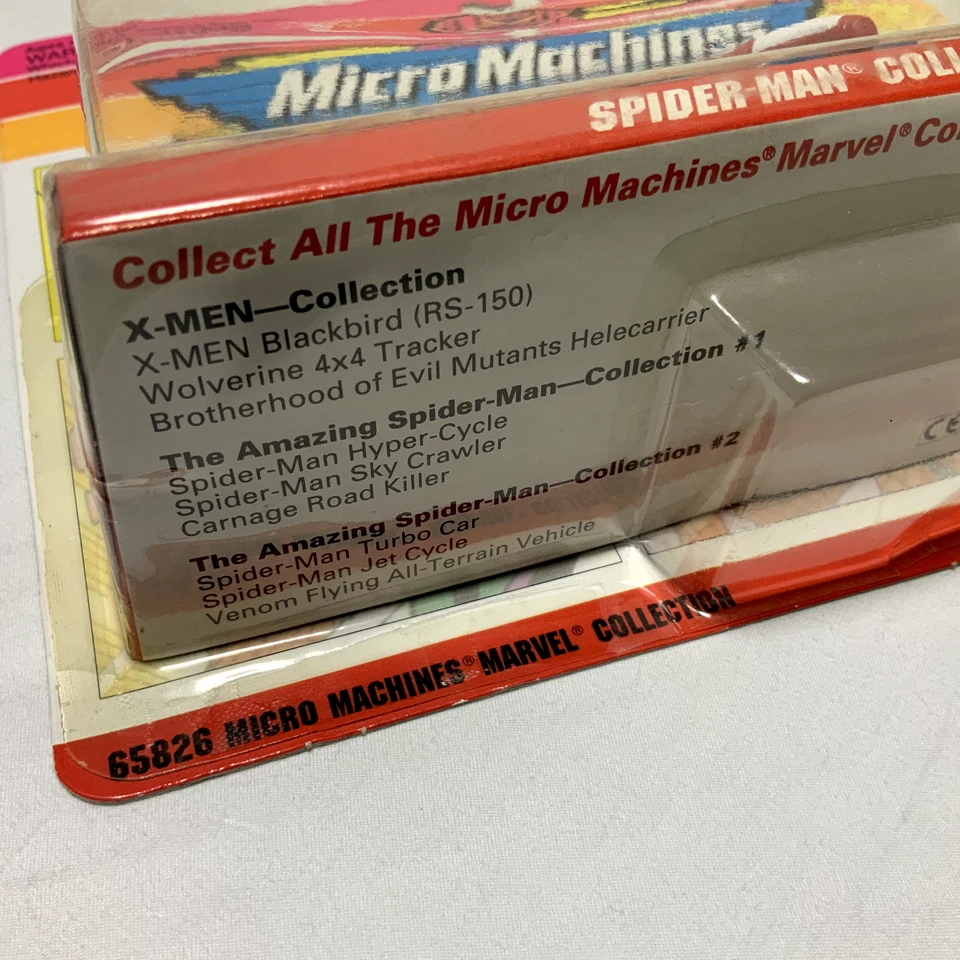 WAR
Micro Machines
SPIDER-MAN® COLL
Collect All The Micro Machines® Marvel® Co
X-MEN—Collection
X-MEN Blackbird (RS-150)
Wolverine 4x4 Tracker
Brotherhood of Evil Mutants Helecarrier
The Amazing Spider-Man—Collection #1
Spider-Man Hyper-Cycle
Spider-Man Sky Crawler
Carnage Road Killer
The Amazing Spider-Man—Collection #2
Spider-Man Turbo Car
Spider-Man Jet Cycle
Venom Flying All-Terrain Vehicle
CE
65826 MICRO MACHINES® MARVEL® COLLECTION